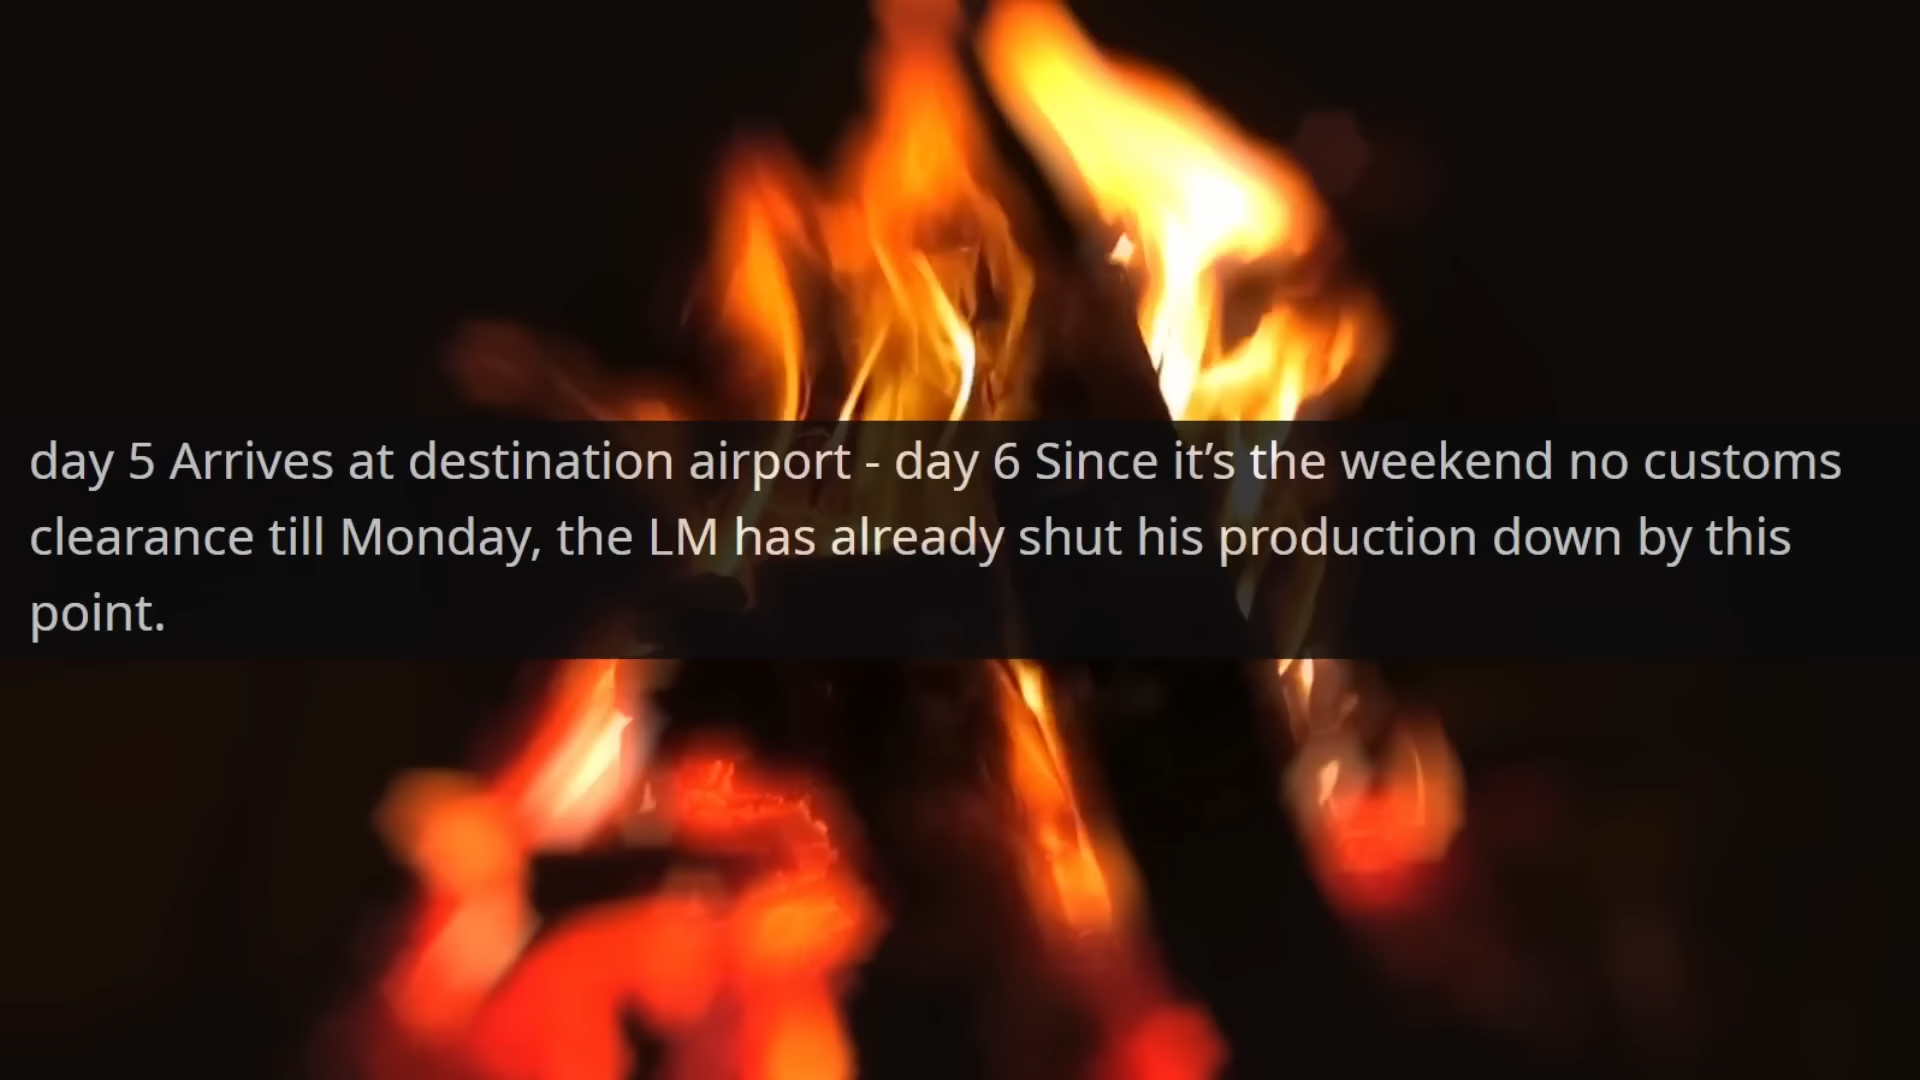 day 5 Arrives at destination airport - day 6 Since it’s the weekend no customs
clearance till Monday, the LM has already shut his production down by this
point.